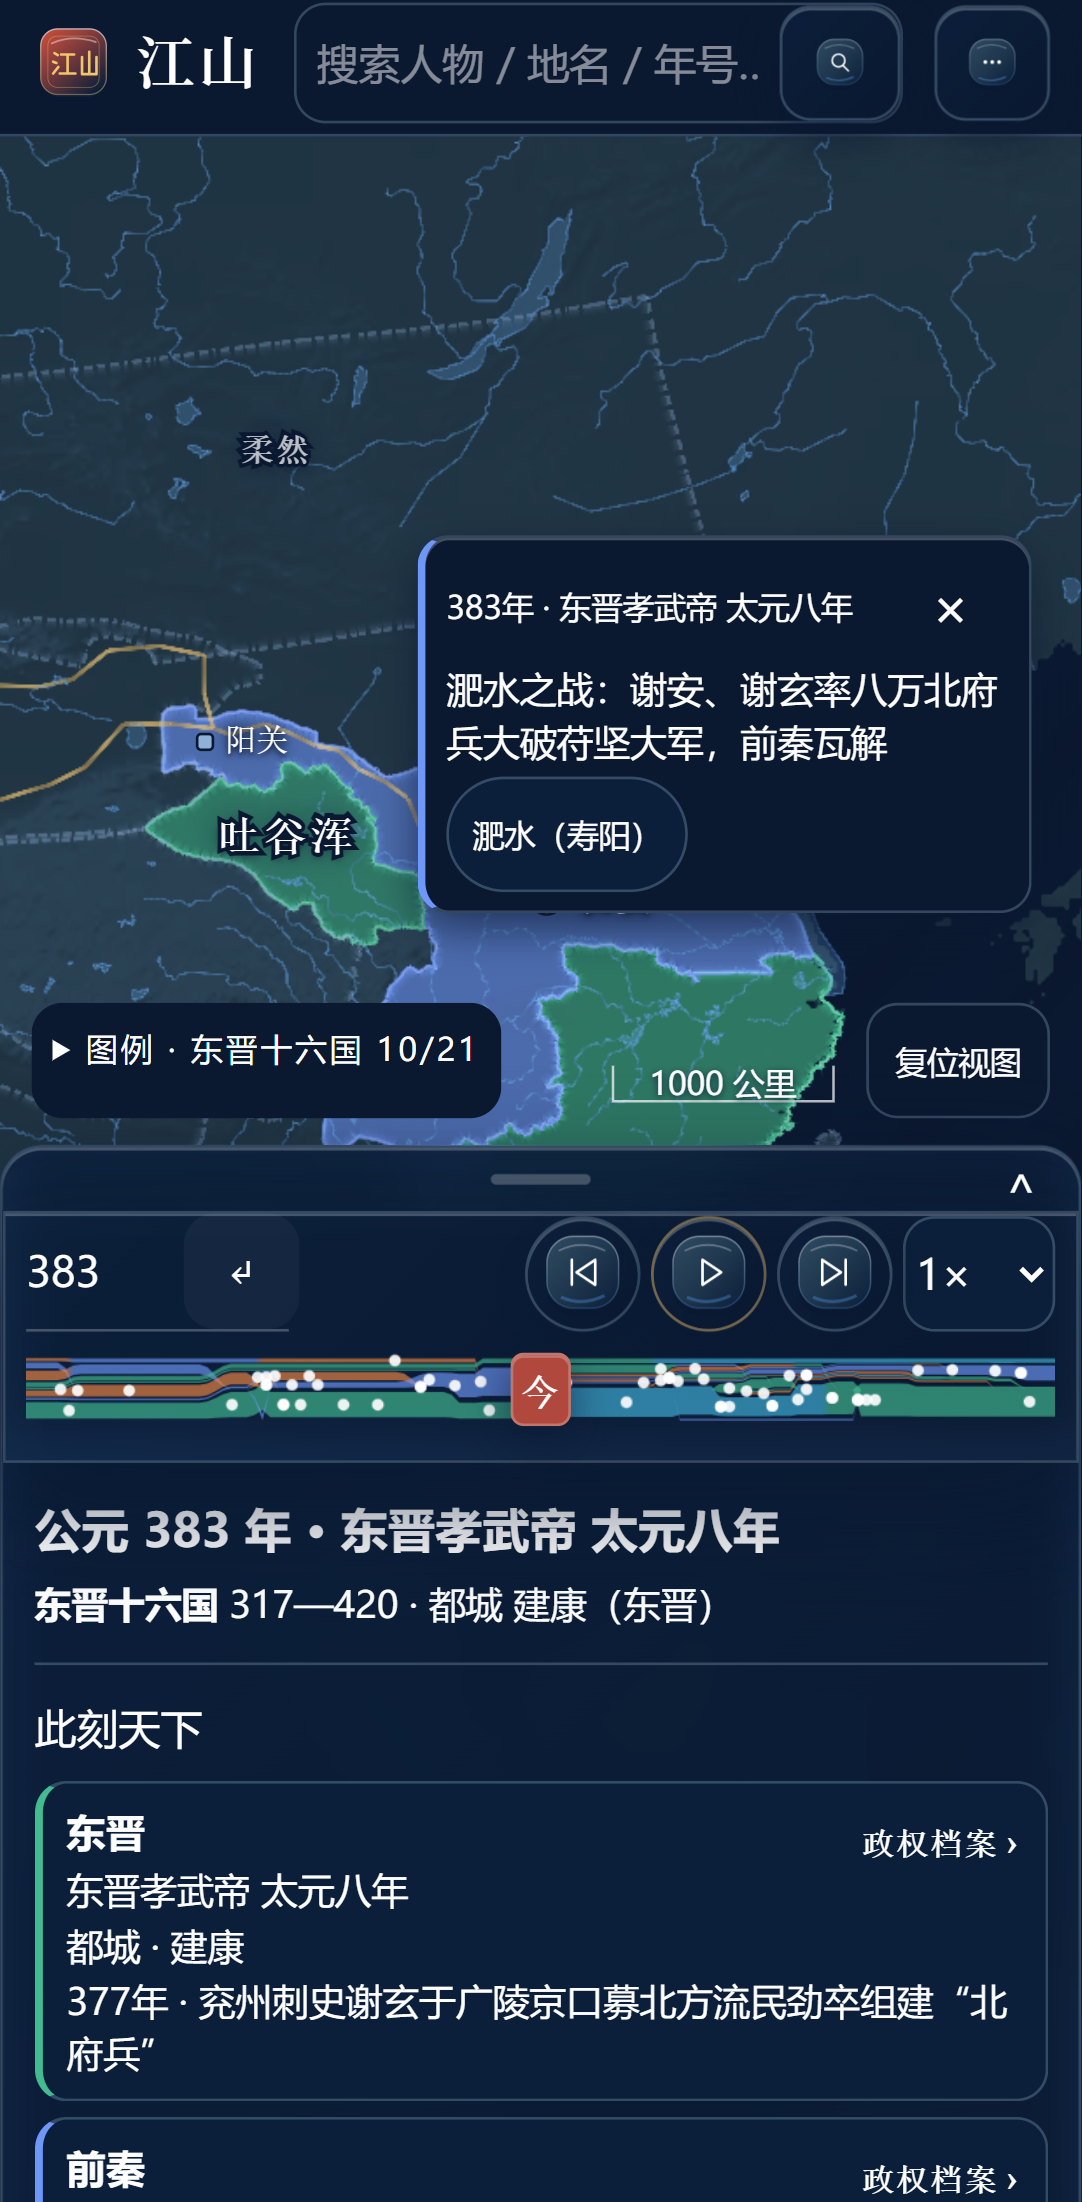 江山
江山
搜索人物 / 地名 / 年号..
柔然
383年 · 东晋孝武帝 太元八年
×
淝水之战：谢安、谢玄率八万北府
兵大破苻坚大军，前秦瓦解
淝水（寿阳）
阳关
吐谷浑
▶ 图例 · 东晋十六国 10/21
1000 公里
复位视图
383
1×
今
公元 383 年 • 东晋孝武帝 太元八年
东晋十六国 317—420 · 都城 建康（东晋）
此刻天下
东晋
政权档案 ›
东晋孝武帝 太元八年
都城 · 建康
377年 · 兖州刺史谢玄于广陵京口募北方流民劲卒组建“北
府兵”
前秦
政权档案 ›